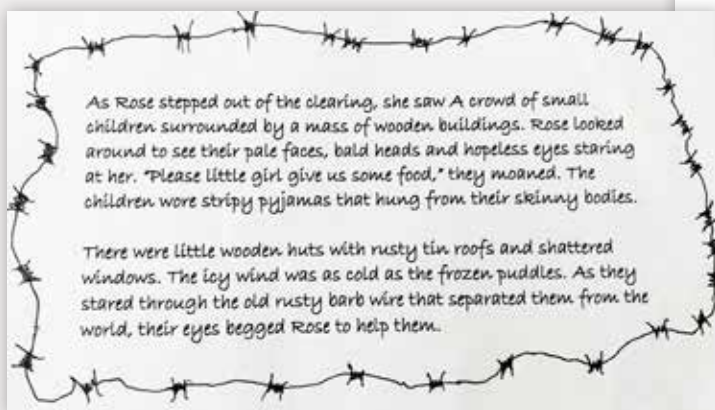 As Rose stepped out of the clearing, she saw A crowd of small
children surrounded by a mass of wooden buildings. Rose looked
around to see their pale faces, bald heads and hopeless eyes staring
at her. "Please little girl give us some food," they moaned. The
children wore stripy pyjamas that hung from their skinny bodies.
There were little wooden huts with rusty tin roofs and shattered
windows. The icy wind was as cold as the frozen puddles. As they
stared through the old rusty barb wire that separated them from the
world, their eyes begged Rose to help them.